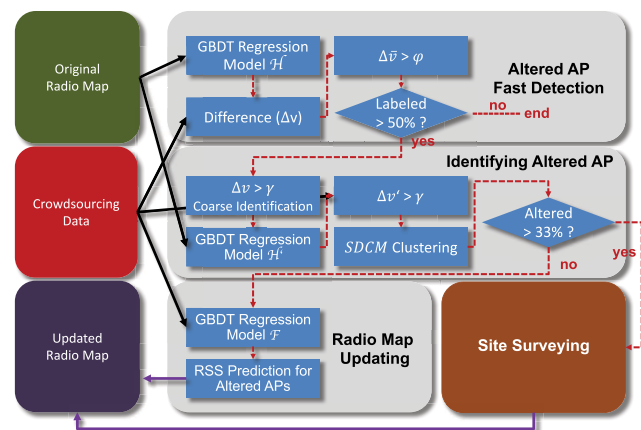 Original
Radio Map
GBDT Regression
Model ℋ
Difference (Δv)
Δv̄ > φ
Labeled
> 50% ?
Altered AP
Fast Detection
no
end
yes
Crowdsourcing
Data
Identifying Altered AP
Δv > γ
Coarse Identification
GBDT Regression
Model ℋ‘
Δv‘ > γ
SDCM Clustering
Altered
> 33% ?
yes
no
Updated
Radio Map
GBDT Regression
Model ℱ
RSS Prediction for
Altered APs
Radio Map
Updating
Site Surveying